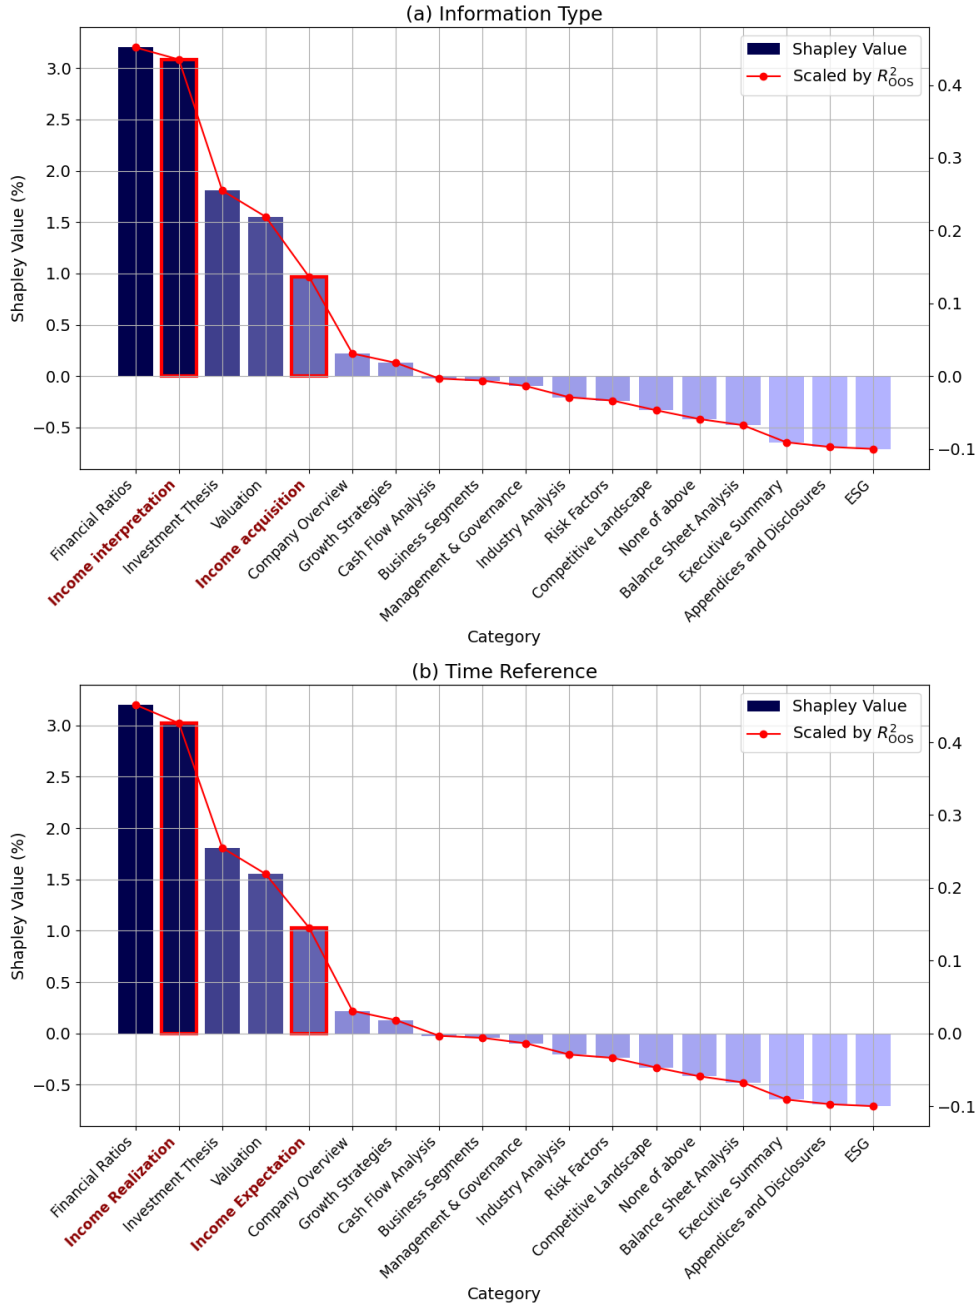 (a) Information Type
Shapley Value (%)
3.0
2.5
2.0
1.5
1.0
0.5
0.0
−0.5
0.4
0.3
0.2
0.1
0.0
−0.1
Shapley Value
Scaled by R²OOS
Financial Ratios
Income interpretation
Investment Thesis
Valuation
Income acquisition
Company Overview
Growth Strategies
Cash Flow Analysis
Business Segments
Management & Governance
Industry Analysis
Risk Factors
Competitive Landscape
None of above
Balance Sheet Analysis
Executive Summary
Appendices and Disclosures
ESG
Category
(b) Time Reference
Shapley Value (%)
3.0
2.5
2.0
1.5
1.0
0.5
0.0
−0.5
0.4
0.3
0.2
0.1
0.0
−0.1
Shapley Value
Scaled by R²OOS
Financial Ratios
Income Realization
Investment Thesis
Valuation
Income Expectation
Company Overview
Growth Strategies
Cash Flow Analysis
Business Segments
Management & Governance
Industry Analysis
Risk Factors
Competitive Landscape
None of above
Balance Sheet Analysis
Executive Summary
Appendices and Disclosures
ESG
Category